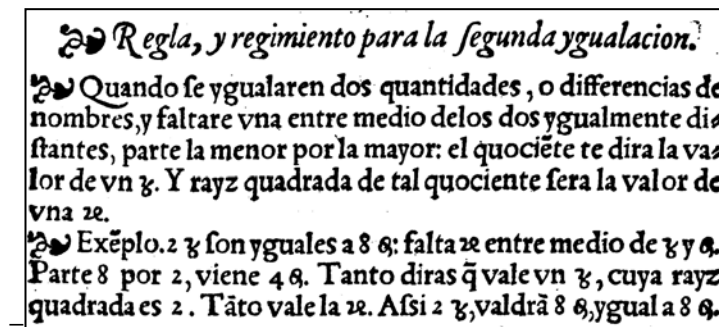 Regla, y regimiento para la ſegunda ygualacion.
Quando ſe ygualaren dos quantidades, o differencias de
nombres, y faltare vna entre medio delos dos ygualmente di-
ſtantes, parte la menor por la mayor: el quociẽte te dira la va-
lor de vn ʒ. Y rayz quadrada de tal quociente ſera la valor de
vna ꝛe.
Exẽplo. 2 ʒ ſon yguales a 8 ꝗ: falta ꝛe entre medio de ʒ y ꝗ.
Parte 8 por 2, viene 4 ꝗ. Tanto diras q̃ vale vn ʒ, cuya rayz
quadrada es 2. Tãto vale la ꝛe. Aſsi 2 ʒ, valdrà 8 ꝗ, ygual a 8 ꝗ.